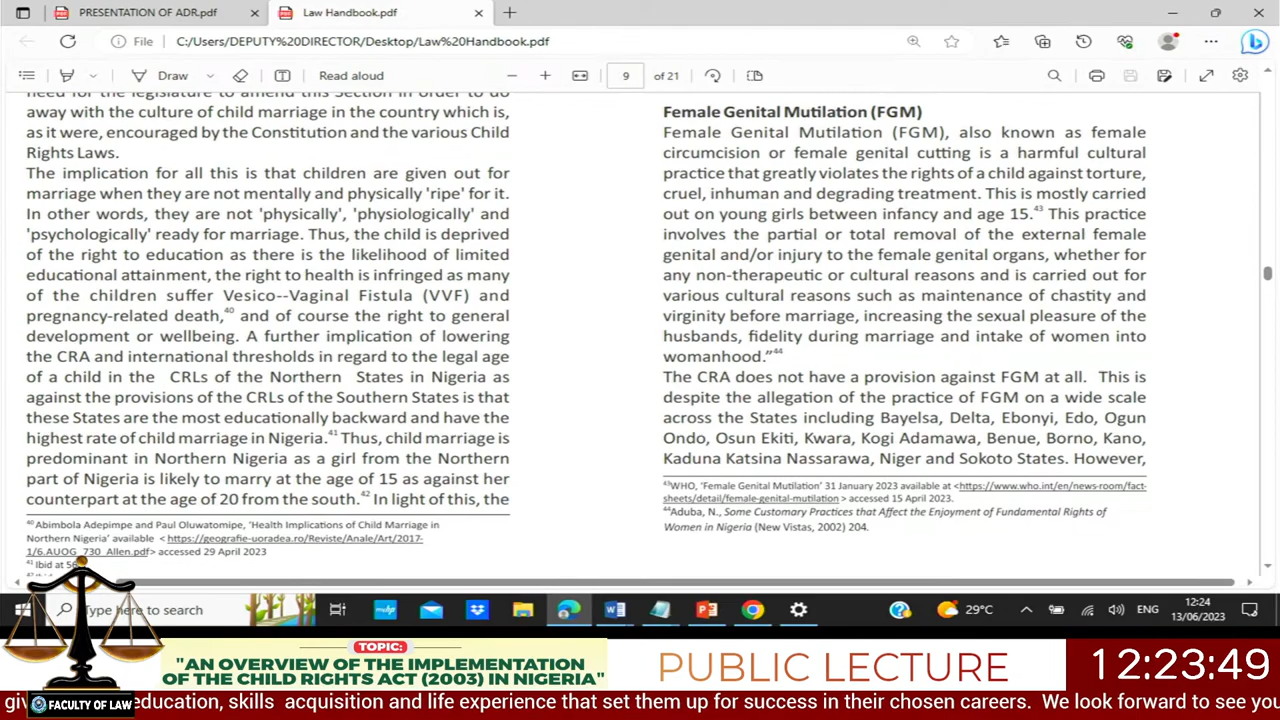 PRESENTATION OF ADR.pdf
Law Handbook.pdf
File
C:/Users/DEPUTY%20DIRECTOR/Desktop/Law%20Handbook.pdf
Draw
Read aloud
9
of 21
need for the legislature to amend this Section in order to do
away with the culture of child marriage in the country which is,
as it were, encouraged by the Constitution and the various Child
Rights Laws.
The implication for all this is that children are given out for
marriage when they are not mentally and physically 'ripe' for it.
In other words, they are not 'physically', 'physiologically' and
'psychologically' ready for marriage. Thus, the child is deprived
of the right to education as there is the likelihood of limited
educational attainment, the right to health is infringed as many
of the children suffer Vesico--Vaginal Fistula (VVF) and
pregnancy-related death,40 and of course the right to general
development or wellbeing. A further implication of lowering
the CRA and international thresholds in regard to the legal age
of a child in the CRLs of the Northern States in Nigeria as
against the provisions of the CRLs of the Southern States is that
these States are the most educationally backward and have the
highest rate of child marriage in Nigeria.41 Thus, child marriage is
predominant in Northern Nigeria as a girl from the Northern
part of Nigeria is likely to marry at the age of 15 as against her
counterpart at the age of 20 from the south.42 In light of this, the
40 Abimbola Adepimpe and Paul Oluwatomipe, 'Health Implications of Child Marriage in
Northern Nigeria' available < https://geografie-uoradea.ro/Reviste/Anale/Art/2017-
1/6.AUOG_730_Allen.pdf> accessed 29 April 2023
41 Ibid at 56
Female Genital Mutilation (FGM)
Female Genital Mutilation (FGM), also known as female
circumcision or female genital cutting is a harmful cultural
practice that greatly violates the rights of a child against torture,
cruel, inhuman and degrading treatment. This is mostly carried
out on young girls between infancy and age 15.43 This practice
involves the partial or total removal of the external female
genital and/or injury to the female genital organs, whether for
any non-therapeutic or cultural reasons and is carried out for
various cultural reasons such as maintenance of chastity and
virginity before marriage, increasing the sexual pleasure of the
husbands, fidelity during marriage and intake of women into
womanhood."44
The CRA does not have a provision against FGM at all. This is
despite the allegation of the practice of FGM on a wide scale
across the States including Bayelsa, Delta, Ebonyi, Edo, Ogun
Ondo, Osun Ekiti, Kwara, Kogi Adamawa, Benue, Borno, Kano,
Kaduna Katsina Nassarawa, Niger and Sokoto States. However,
43 WHO, 'Female Genital Mutilation' 31 January 2023 available at <https://www.who.int/en/news-room/fact-
sheets/detail/female-genital-mutilation > accessed 15 April 2023.
44 Aduba, N., Some Customary Practices that Affect the Enjoyment of Fundamental Rights of
Women in Nigeria (New Vistas, 2002) 204.
Type here to search
29°C
ENG
12:24
13/06/2023
TOPIC:
"AN OVERVIEW OF THE IMPLEMENTATION
OF THE CHILD RIGHTS ACT (2003) IN NIGERIA"
PUBLIC LECTURE
12:23:49
FACULTY OF LAW
education, skills acquisition and life experience that set them up for success in their chosen careers. We look forward to see you